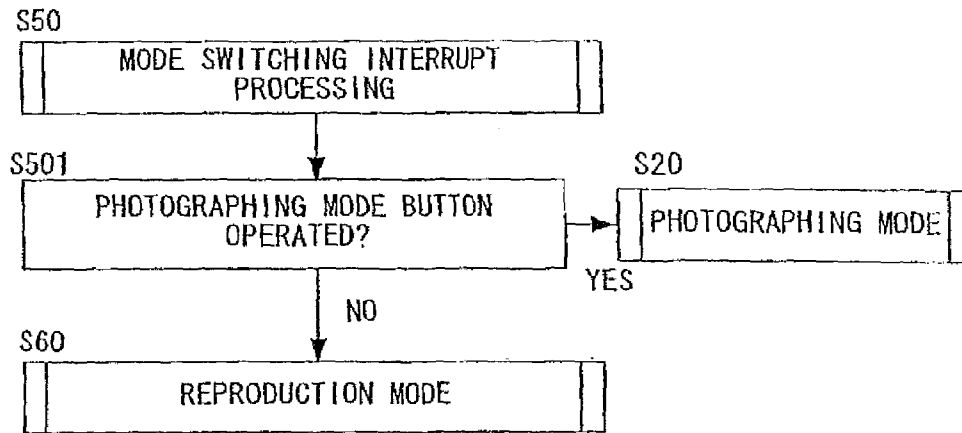 S50
MODE SWITCHING INTERRUPT
PROCESSING
S501
PHOTOGRAPHING MODE BUTTON
OPERATED?
S20
PHOTOGRAPHING MODE
YES
NO
S60
REPRODUCTION MODE